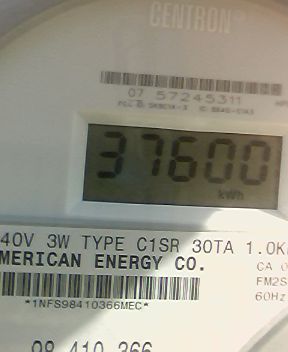 CENTRON®
07 57245311
37600
kWh
40V 3W TYPE C1SR 30TA 1.0K
MERICAN ENERGY CO.
CA 0
FM2S
60Hz
*1NFS98410366MEC*
98 410 366